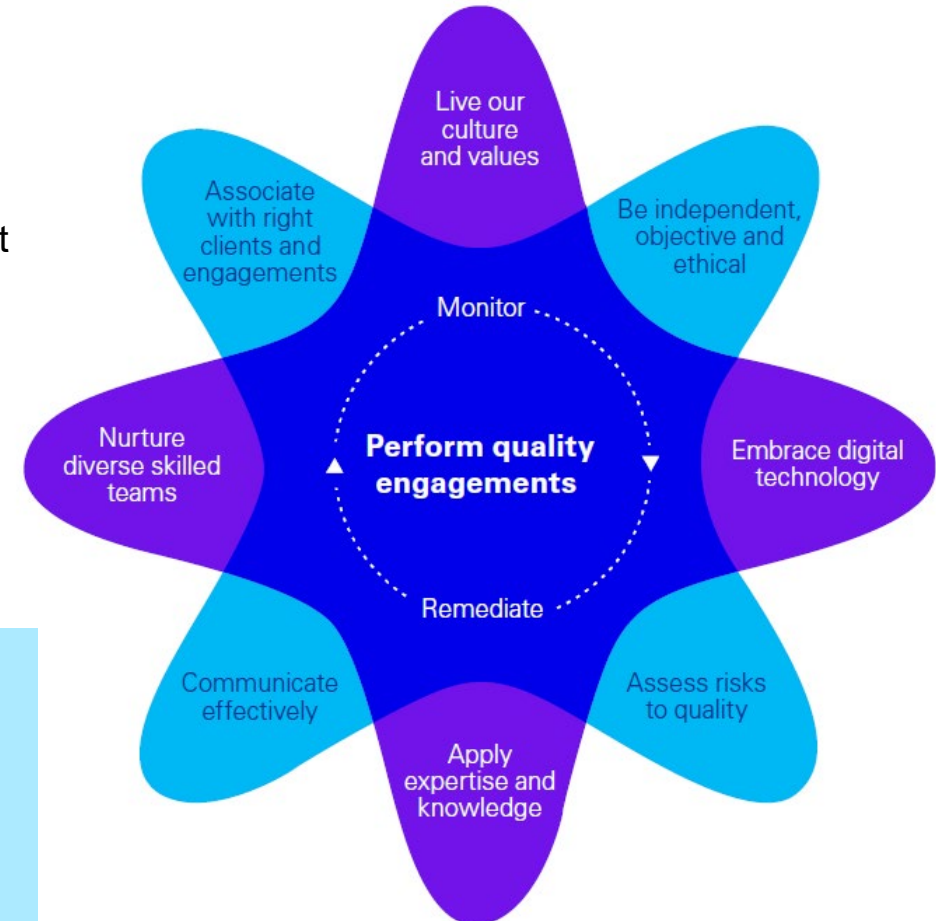 Live our
culture
and values
Associate
with right
clients and
engagements
Be independent,
objective and
ethical
t
Monitor
Nurture
diverse skilled
teams
Perform quality
engagements
Embrace digital
technology
Remediate
Communicate
effectively
Assess risks
to quality
Apply
expertise and
knowledge